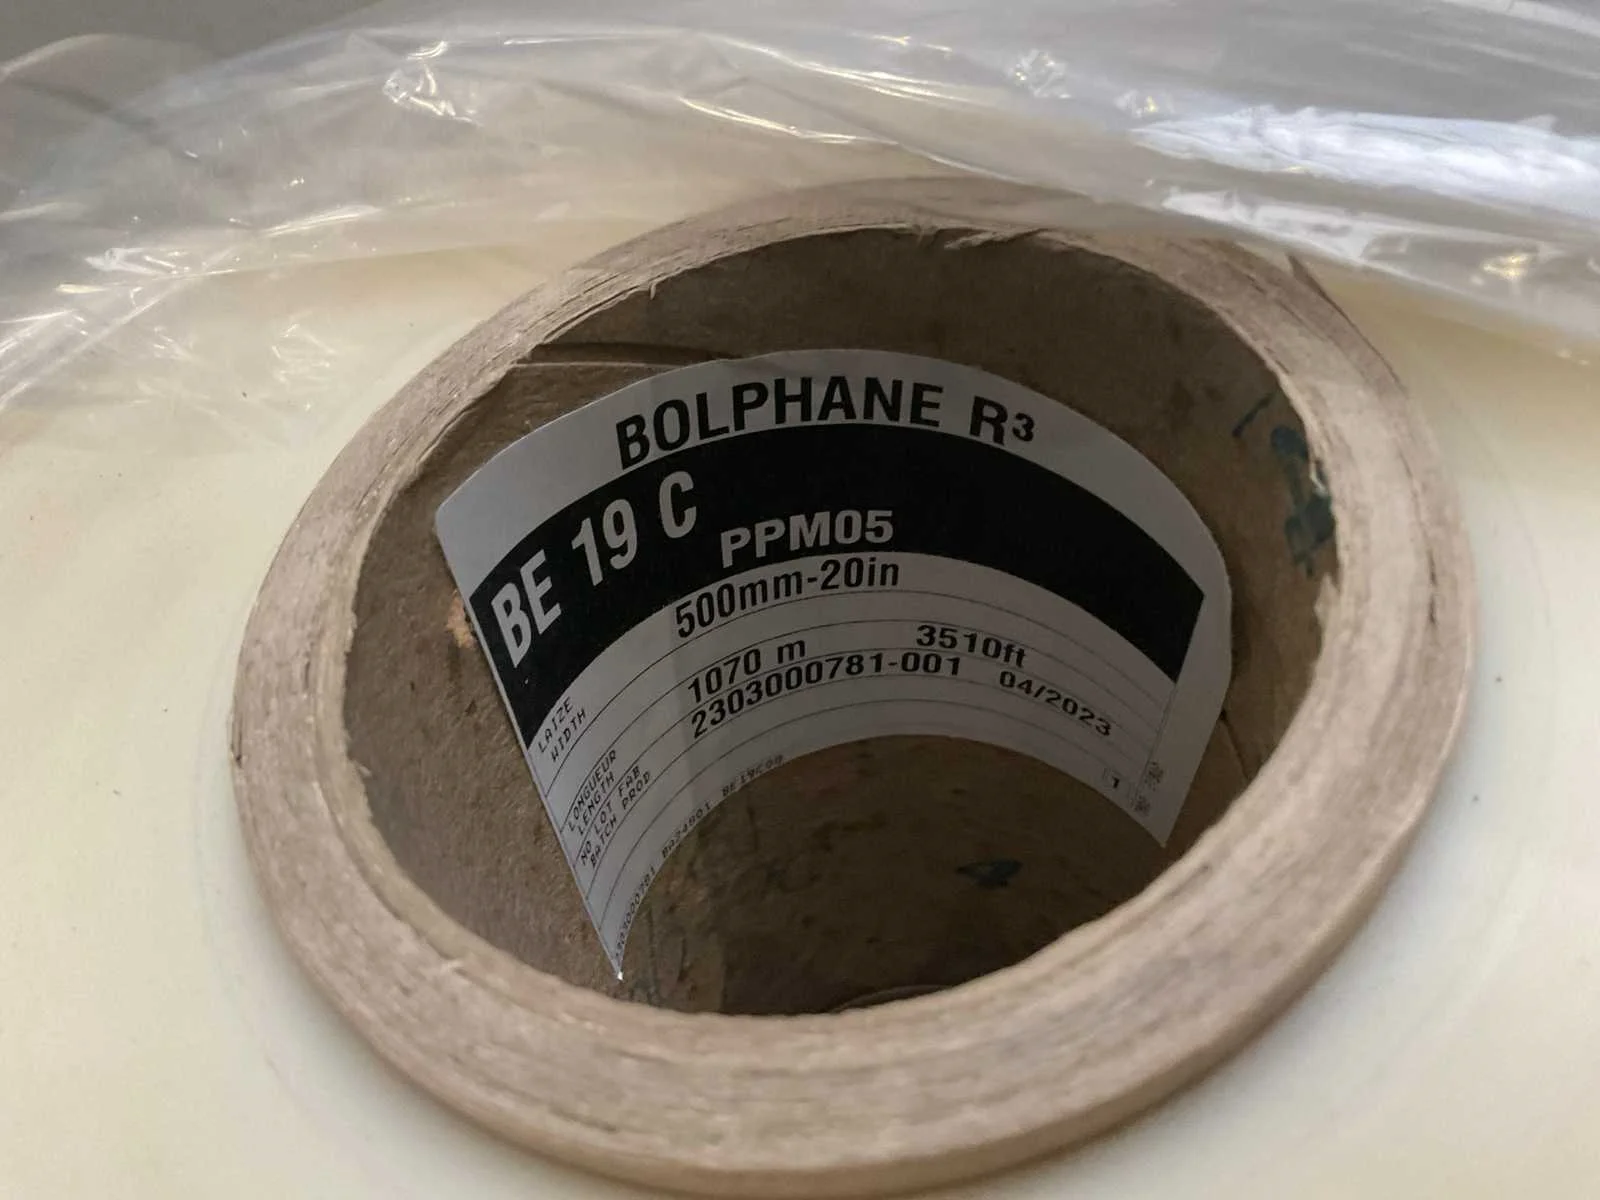 BOLPHANE R³
BE 19 C PPM05
LAIZE 500mm-20in
WIDTH
LONGUEUR 1070 m 3510ft
LENGTH
NO LOT FAB 2303000781-001 04/2023
BATCH PROD
BE19C00
T